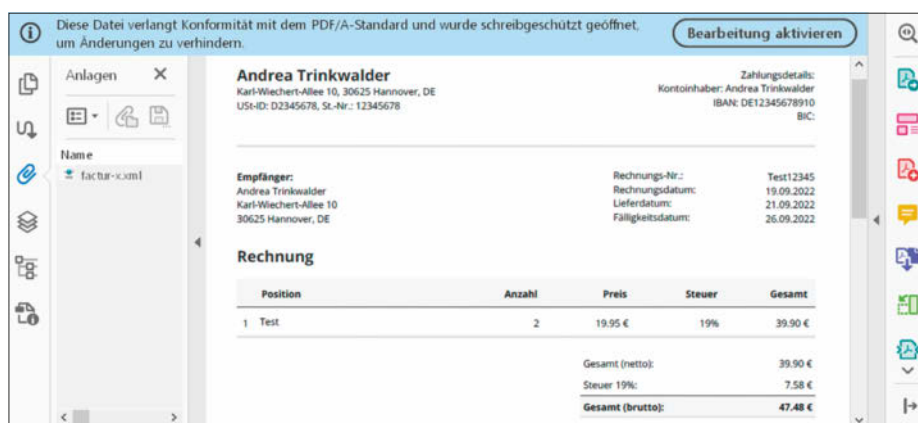 Diese Datei verlangt Konformität mit dem PDF/A-Standard und wurde schreibgeschützt geöffnet,
um Änderungen zu verhindern.
Bearbeitung aktivieren
Anlagen
Name
factur-x.xml
Andrea Trinkwalder
Karl-Wiechert-Allee 10, 30625 Hannover, DE
USt-ID: D2345678, St.-Nr.: 12345678
Zahlungsdetails:
Kontoinhaber: Andrea Trinkwalder
IBAN: DE12345678910
BIC:
Empfänger:
Andrea Trinkwalder
Karl-Wiechert-Allee 10
30625 Hannover, DE
Rechnungs-Nr.: Test12345
Rechnungsdatum: 19.09.2022
Lieferdatum: 21.09.2022
Fälligkeitsdatum: 26.09.2022
Rechnung
Position Anzahl Preis Steuer Gesamt
1 Test 2 19.95 € 19% 39.90 €
Gesamt (netto): 39.90 €
Steuer 19%: 7.58 €
Gesamt (brutto): 47.48 €